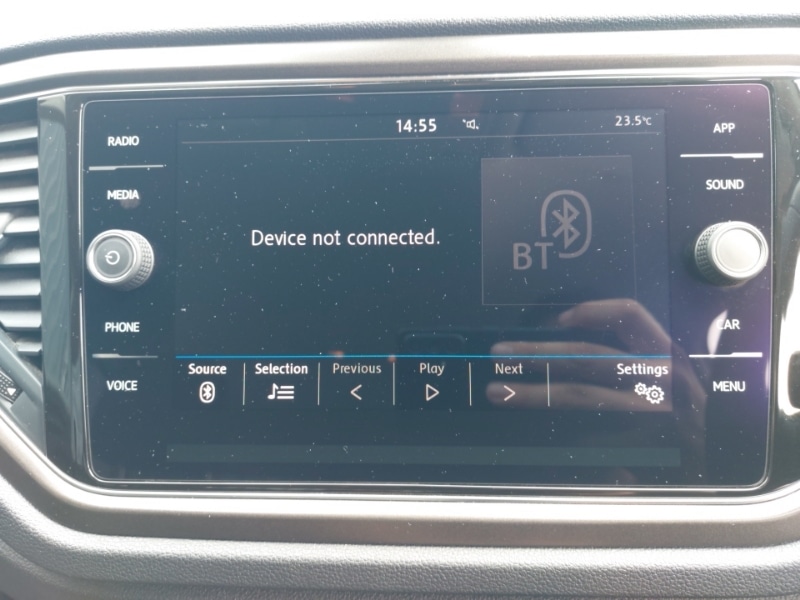 RADIO
MEDIA
PHONE
VOICE
14:55
23.5°C
Device not connected.
BT
Source
Selection
Previous
Play
Next
Settings
APP
SOUND
CAR
MENU